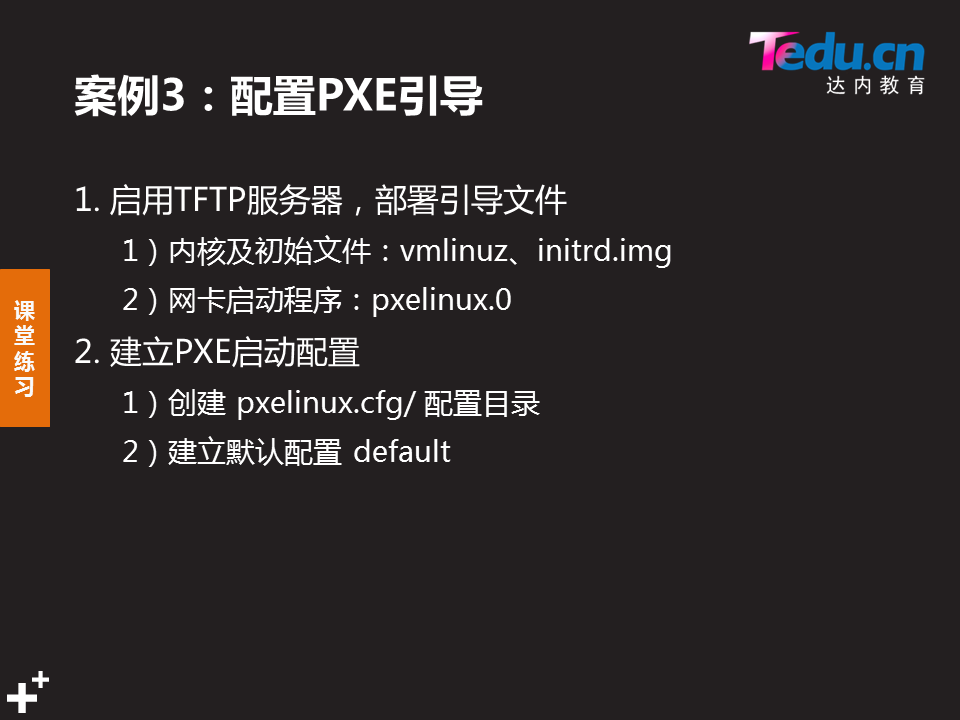 Tedu.cn
达内教育
案例3：配置PXE引导
1. 启用TFTP服务器，部署引导文件
1）内核及初始文件：vmlinuz、initrd.img
2）网卡启动程序：pxelinux.0
2. 建立PXE启动配置
1）创建 pxelinux.cfg/ 配置目录
2）建立默认配置 default
课堂练习